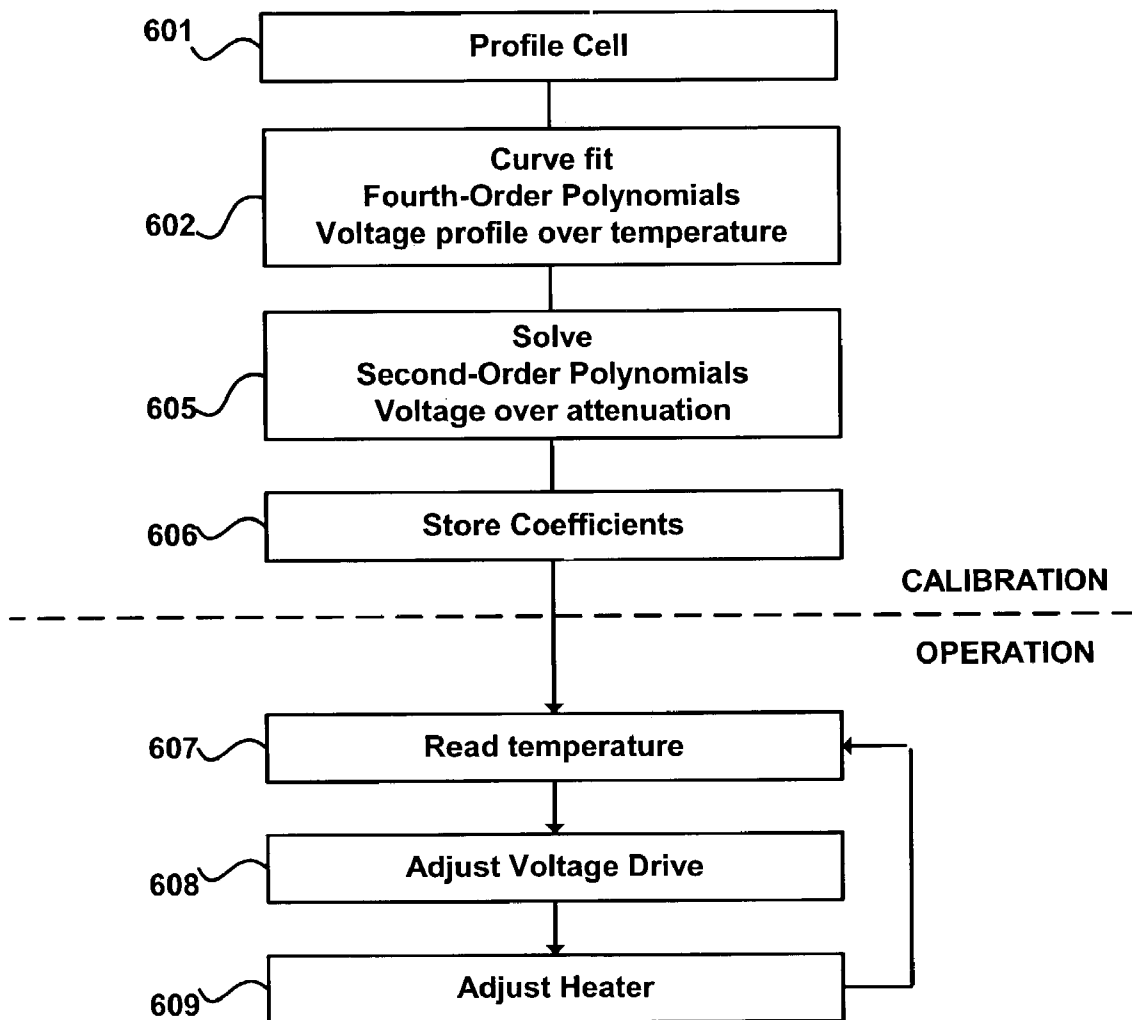 601
Profile Cell
Curve fit
Fourth-Order Polynomials
602
Voltage profile over temperature
Solve
Second-Order Polynomials
605
Voltage over attenuation
606
Store Coefficients
CALIBRATION
OPERATION
607
Read temperature
608
Adjust Voltage Drive
609
Adjust Heater